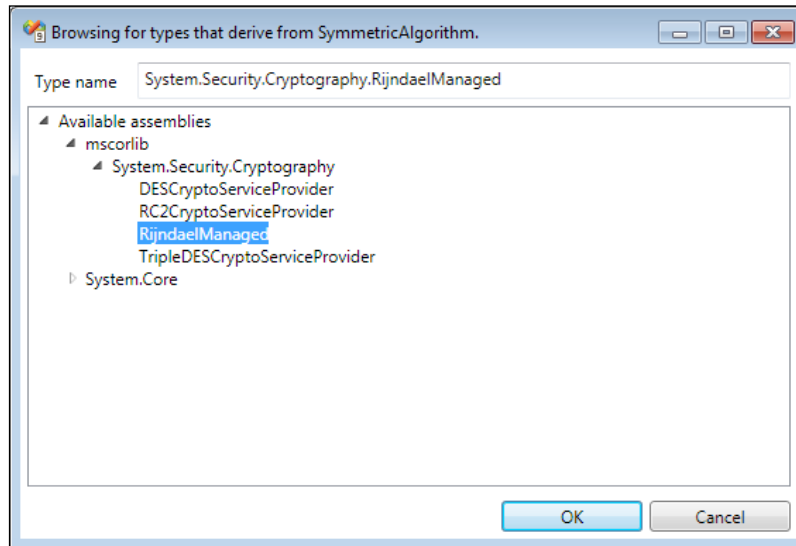 Browsing for types that derive from SymmetricAlgorithm.
Type name System.Security.Cryptography.RijndaelManaged
Available assemblies
mscorlib
System.Security.Cryptography
DESCryptoServiceProvider
RC2CryptoServiceProvider
RijndaelManaged
TripleDESCryptoServiceProvider
System.Core
OK Cancel